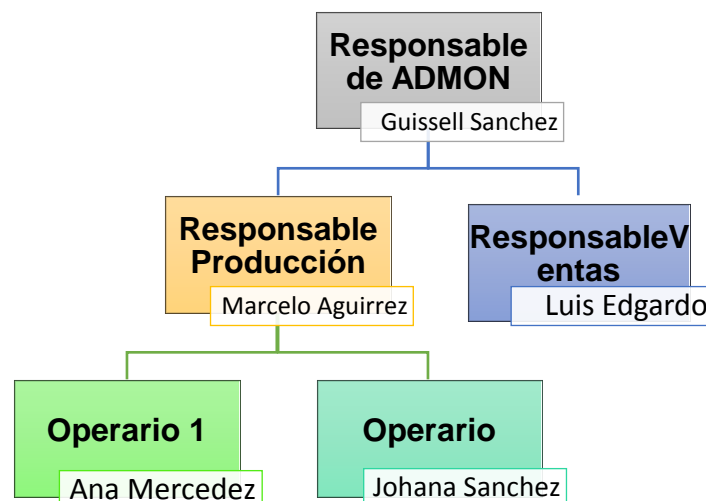 Responsable
de ADMON
Guissell Sanchez
Responsable
Producción
Marcelo Aguirrez
ResponsableV
entas
Luis Edgardo
Operario 1
Ana Mercedez
Operario
Johana Sanchez